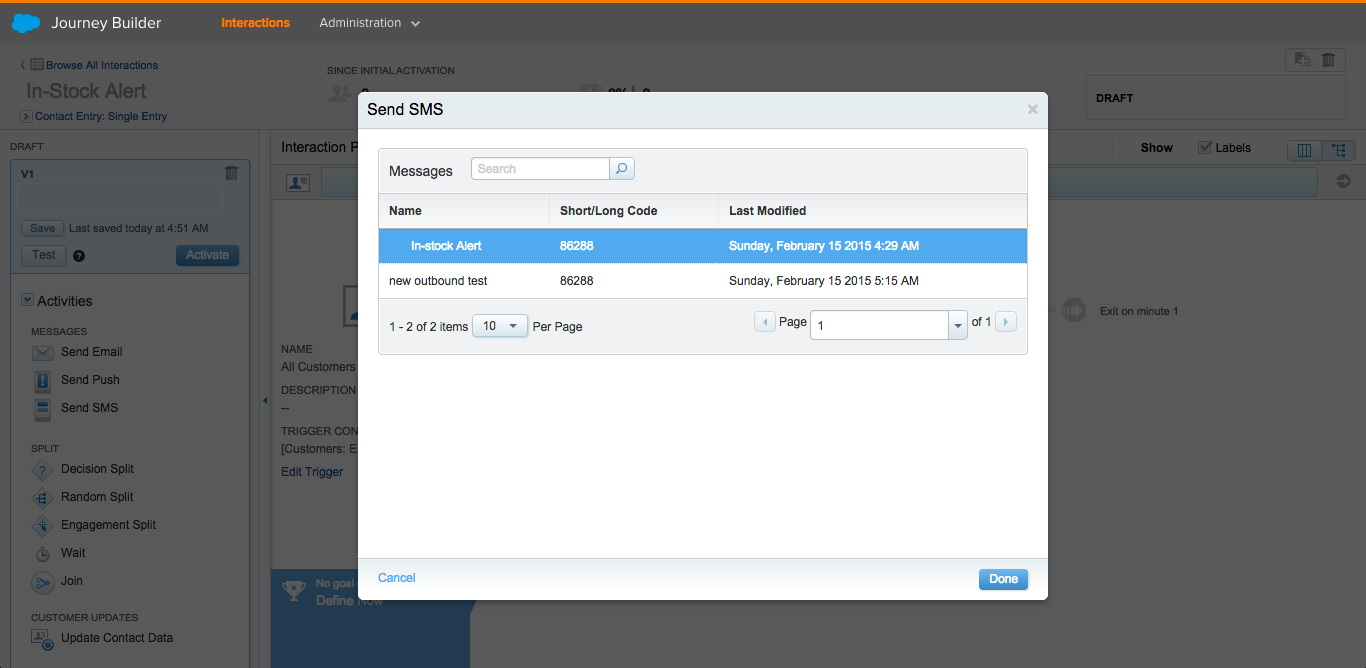 Journey Builder
Interactions
Administration
Browse All Interactions
In-Stock Alert
Contact Entry: Single Entry
SINCE INITIAL ACTIVATION
DRAFT
DRAFT
V1
Save
Last saved today at 4:51 AM
Test
Activate
Activities
MESSAGES
Send Email
Send Push
Send SMS
SPLIT
Decision Split
Random Split
Engagement Split
Wait
Join
CUSTOMER UPDATES
Update Contact Data
Interaction P
Show
Labels
NAME
All Customers
DESCRIPTION
--
TRIGGER CON
[Customers: E
Edit Trigger
No goal
Define Now
Exit on minute 1
Send SMS
Messages
Search
Name Short/Long Code Last Modified
In-stock Alert 86288 Sunday, February 15 2015 4:29 AM
new outbound test 86288 Sunday, February 15 2015 5:15 AM
1 - 2 of 2 items 10 Per Page
Page 1 of 1
Cancel
Done